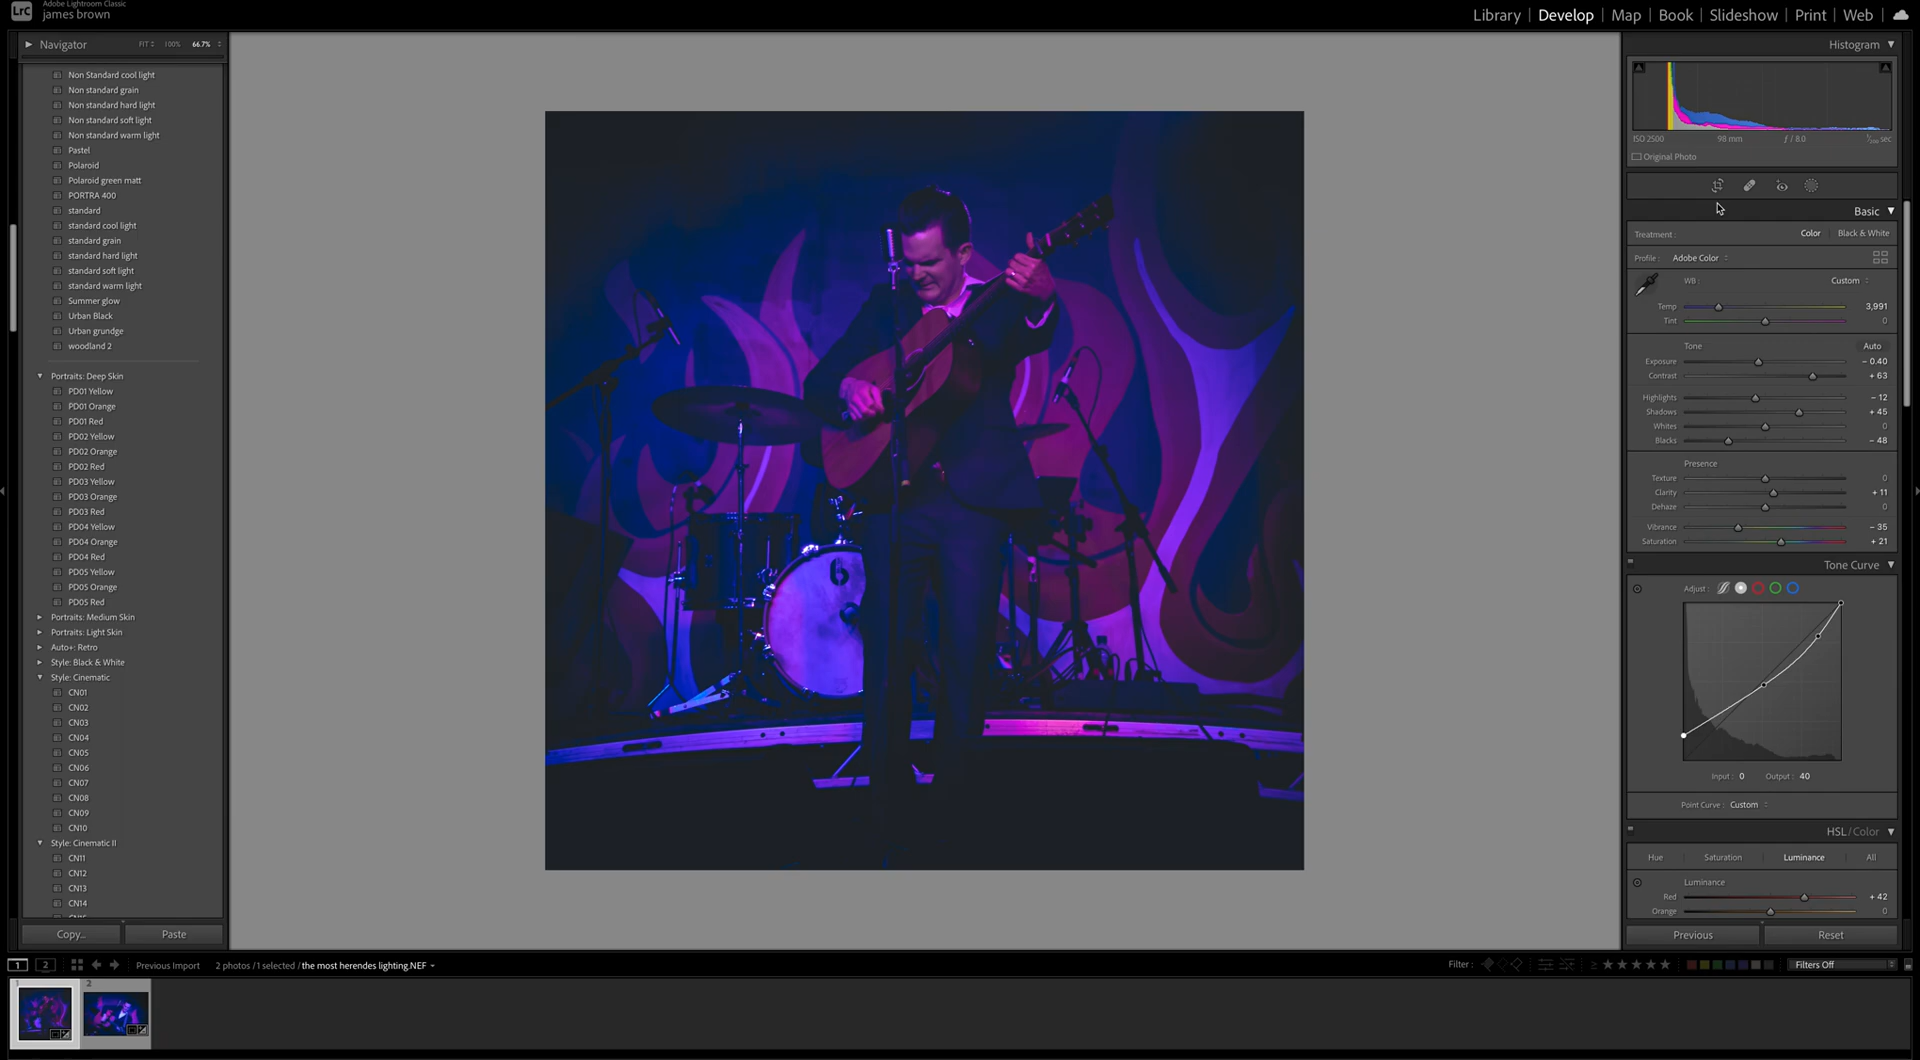 LrC
Adobe Lightroom Classic
james brown
Library | Develop | Map | Book | Slideshow | Print | Web
Navigator FIT 100% 66.7%
Non Standard cool light
Non standard grain
Non standard hard light
Non standard soft light
Non standard warm light
Pastel
Polaroid
Polaroid green matt
PORTRA 400
standard
standard cool light
standard grain
standard hard light
standard soft light
standard warm light
Summer glow
Urban Black
Urban grundge
woodland 2
Portraits: Deep Skin
PD01 Yellow
PD01 Orange
PD01 Red
PD02 Yellow
PD02 Orange
PD02 Red
PD03 Yellow
PD03 Orange
PD03 Red
PD04 Yellow
PD04 Orange
PD04 Red
PD05 Yellow
PD05 Orange
PD05 Red
Portraits: Medium Skin
Portraits: Light Skin
Auto+: Retro
Style: Black & White
Style: Cinematic
CN01
CN02
CN03
CN04
CN05
CN06
CN07
CN08
CN09
CN10
Style: Cinematic II
CN11
CN12
CN13
CN14
Copy... Paste
6
Histogram
ISO 2500 98 mm ƒ / 8.0 sec
Original Photo
Basic
Treatment : Color Black & White
Profile : Adobe Color
WB : Custom
Temp 3,991
Tint 0
Tone Auto
Exposure - 0.40
Contrast + 63
Highlights - 12
Shadows + 45
Whites 0
Blacks - 48
Presence
Texture 0
Clarity + 11
Dehaze 0
Vibrance - 35
Saturation + 21
Tone Curve
Adjust :
Input : 0 Output : 40
Point Curve : Custom
HSL / Color
Hue Saturation Luminance All
Luminance
Red + 42
Orange 0
Previous Reset
1 2 Previous Import 2 photos / 1 selected / the most herendes lighting.NEF Filter : ≥ ★ ★ ★ ★ ★ Filters Off
1 2